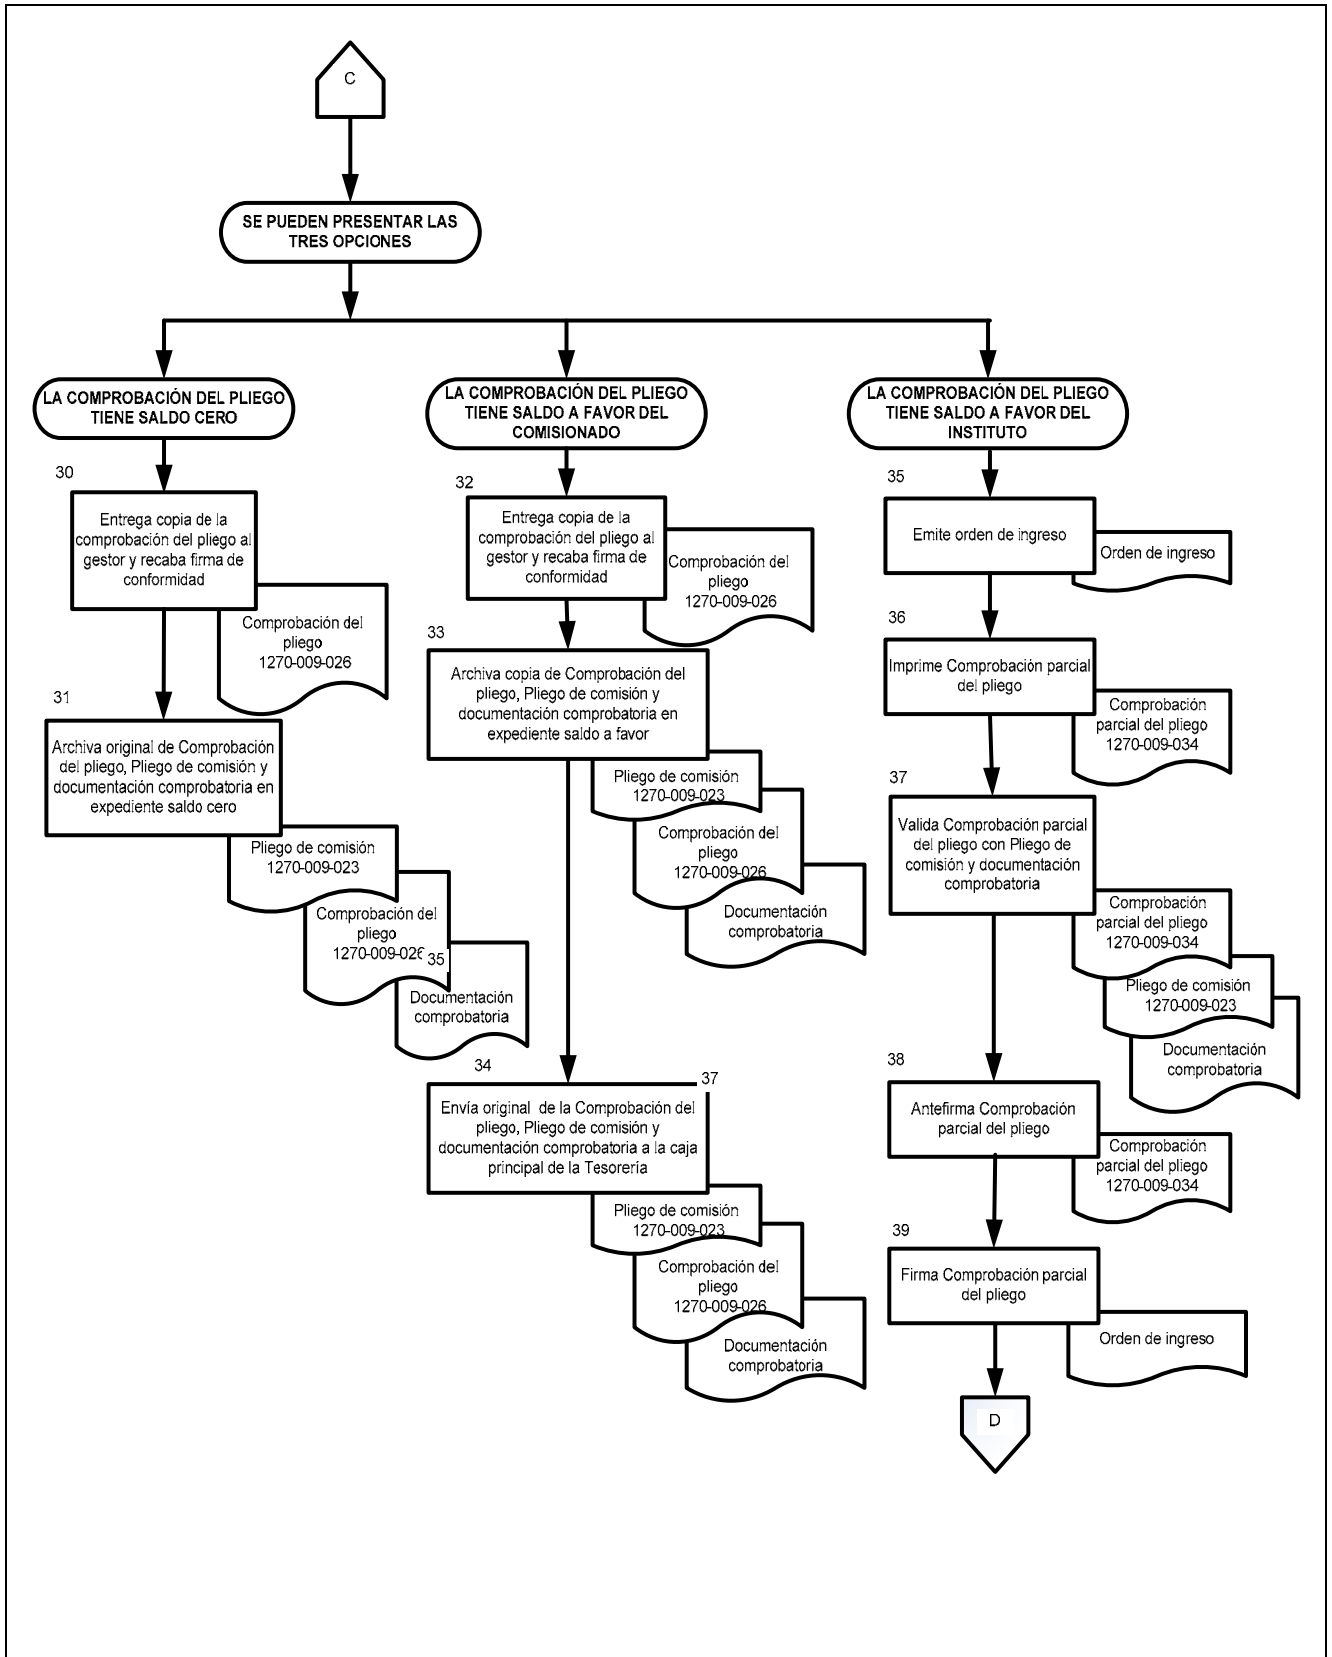 C
SE PUEDEN PRESENTAR LAS
TRES OPCIONES
LA COMPROBACIÓN DEL PLIEGO
TIENE SALDO CERO
30
Entrega copia de la
comprobación del pliego al
gestor y recaba firma de
conformidad
Comprobación del
pliego
1270-009-026
31
Archiva original de Comprobación
del pliego, Pliego de comisión y
documentación comprobatoria en
expediente saldo cero
Pliego de comisión
1270-009-023
Comprobación del
pliego
1270-009-026
35
Documentación
comprobatoria
LA COMPROBACIÓN DEL PLIEGO
TIENE SALDO A FAVOR DEL
COMISIONADO
32
Entrega copia de la
comprobación del pliego al
gestor y recaba firma de
conformidad
Comprobación del
pliego
1270-009-026
33
Archiva copia de Comprobación del
pliego, Pliego de comisión y
documentación comprobatoria en
expediente saldo a favor
Pliego de comisión
1270-009-023
Comprobación del
pliego
1270-009-026
Documentación
comprobatoria
34
37
Envía original de la Comprobación del
pliego, Pliego de comisión y
documentación comprobatoria a la caja
principal de la Tesorería
Pliego de comisión
1270-009-023
Comprobación del
pliego
1270-009-026
Documentación
comprobatoria
LA COMPROBACIÓN DEL PLIEGO
TIENE SALDO A FAVOR DEL
INSTITUTO
35
Emite orden de ingreso
Orden de ingreso
36
Imprime Comprobación parcial
del pliego
Comprobación
parcial del pliego
1270-009-034
37
Valida Comprobación parcial
del pliego con Pliego de
comisión y documentación
comprobatoria
Comprobación
parcial del pliego
1270-009-034
Pliego de comisión
1270-009-023
Documentación
comprobatoria
38
Antefirma Comprobación
parcial del pliego
Comprobación
parcial del pliego
1270-009-034
39
Firma Comprobación parcial
del pliego
Orden de ingreso
D